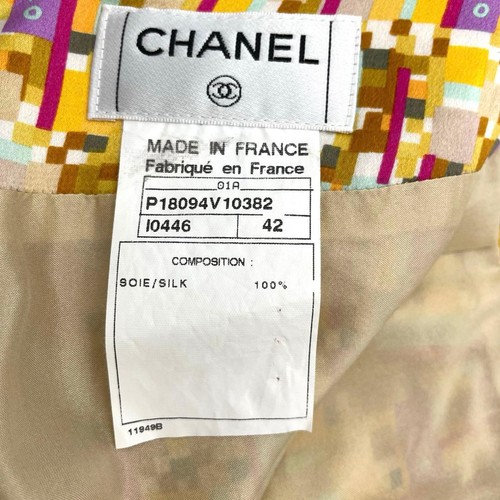 CHANEL
MADE IN FRANCE
Fabriqué en France
01A
P18094V10382
I0446 42
COMPOSITION :
SOIE/SILK 100%
11949B